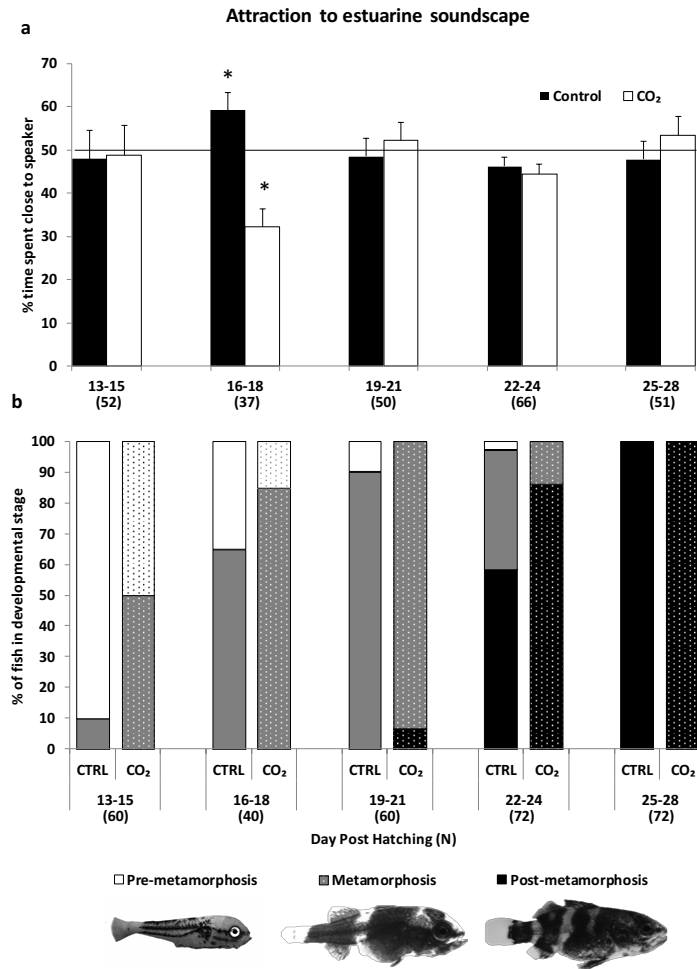 Attraction to estuarine soundscape
a
70
60
50
40
30
20
10
0
% time spent close to speaker
*
*
Control CO₂
13-15 16-18 19-21 22-24 25-28
(52) (37) (50) (66) (51)
b
100
90
80
70
60
50
40
30
20
10
0
% of fish in developmental stage
CTRL CO₂ CTRL CO₂ CTRL CO₂ CTRL CO₂ CTRL CO₂
13-15 16-18 19-21 22-24 25-28
(60) (40) (60) (72) (72)
Day Post Hatching (N)
Pre-metamorphosis Metamorphosis Post-metamorphosis